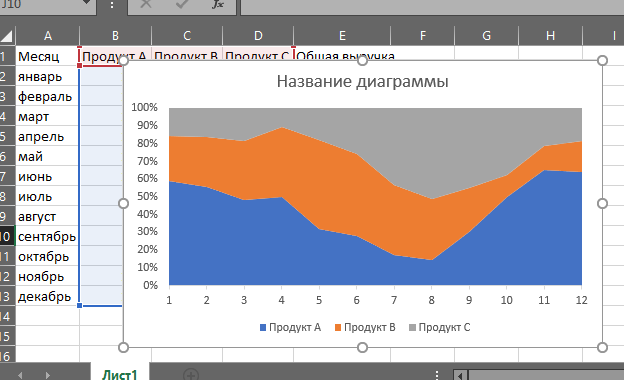 J10
fx
A B C D E F G H I
1 Месяц Продукт A Продукт B Продукт C Общая выручка
2 январь
3 февраль
4 март
5 апрель
6 май
7 июнь
8 июль
9 август
10 сентябрь
11 октябрь
12 ноябрь
13 декабрь
14
15
16
Название диаграммы
100%
90%
80%
70%
60%
50%
40%
30%
20%
10%
0%
1 2 3 4 5 6 7 8 9 10 11 12
Продукт A Продукт B Продукт C
Лист1